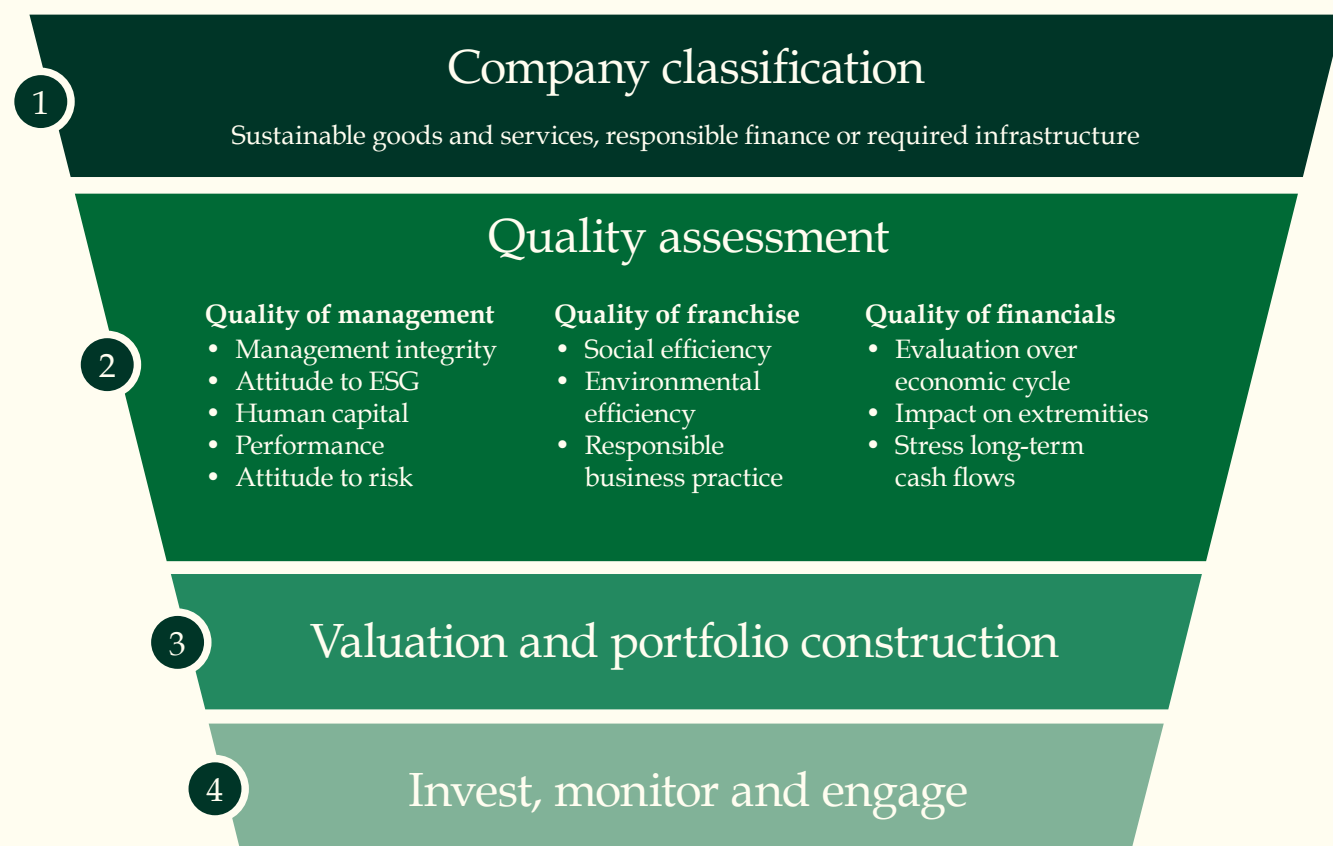 1
Company classification
Sustainable goods and services, responsible finance or required infrastructure
2
Quality assessment
Quality of management
• Management integrity
• Attitude to ESG
• Human capital
• Performance
• Attitude to risk
Quality of franchise
• Social efficiency
• Environmental
efficiency
• Responsible
business practice
Quality of financials
• Evaluation over
economic cycle
• Impact on extremities
• Stress long-term
cash flows
3
Valuation and portfolio construction
4
Invest, monitor and engage